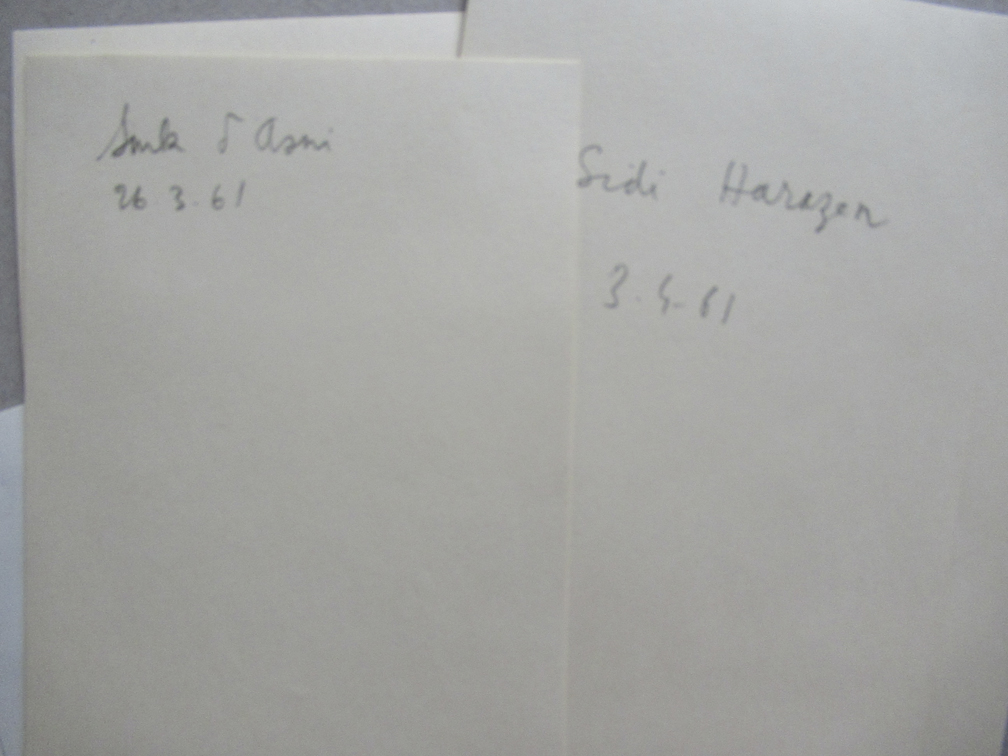 Souk d'Asni
26 3.61
Sidi Harazen
3.4.61